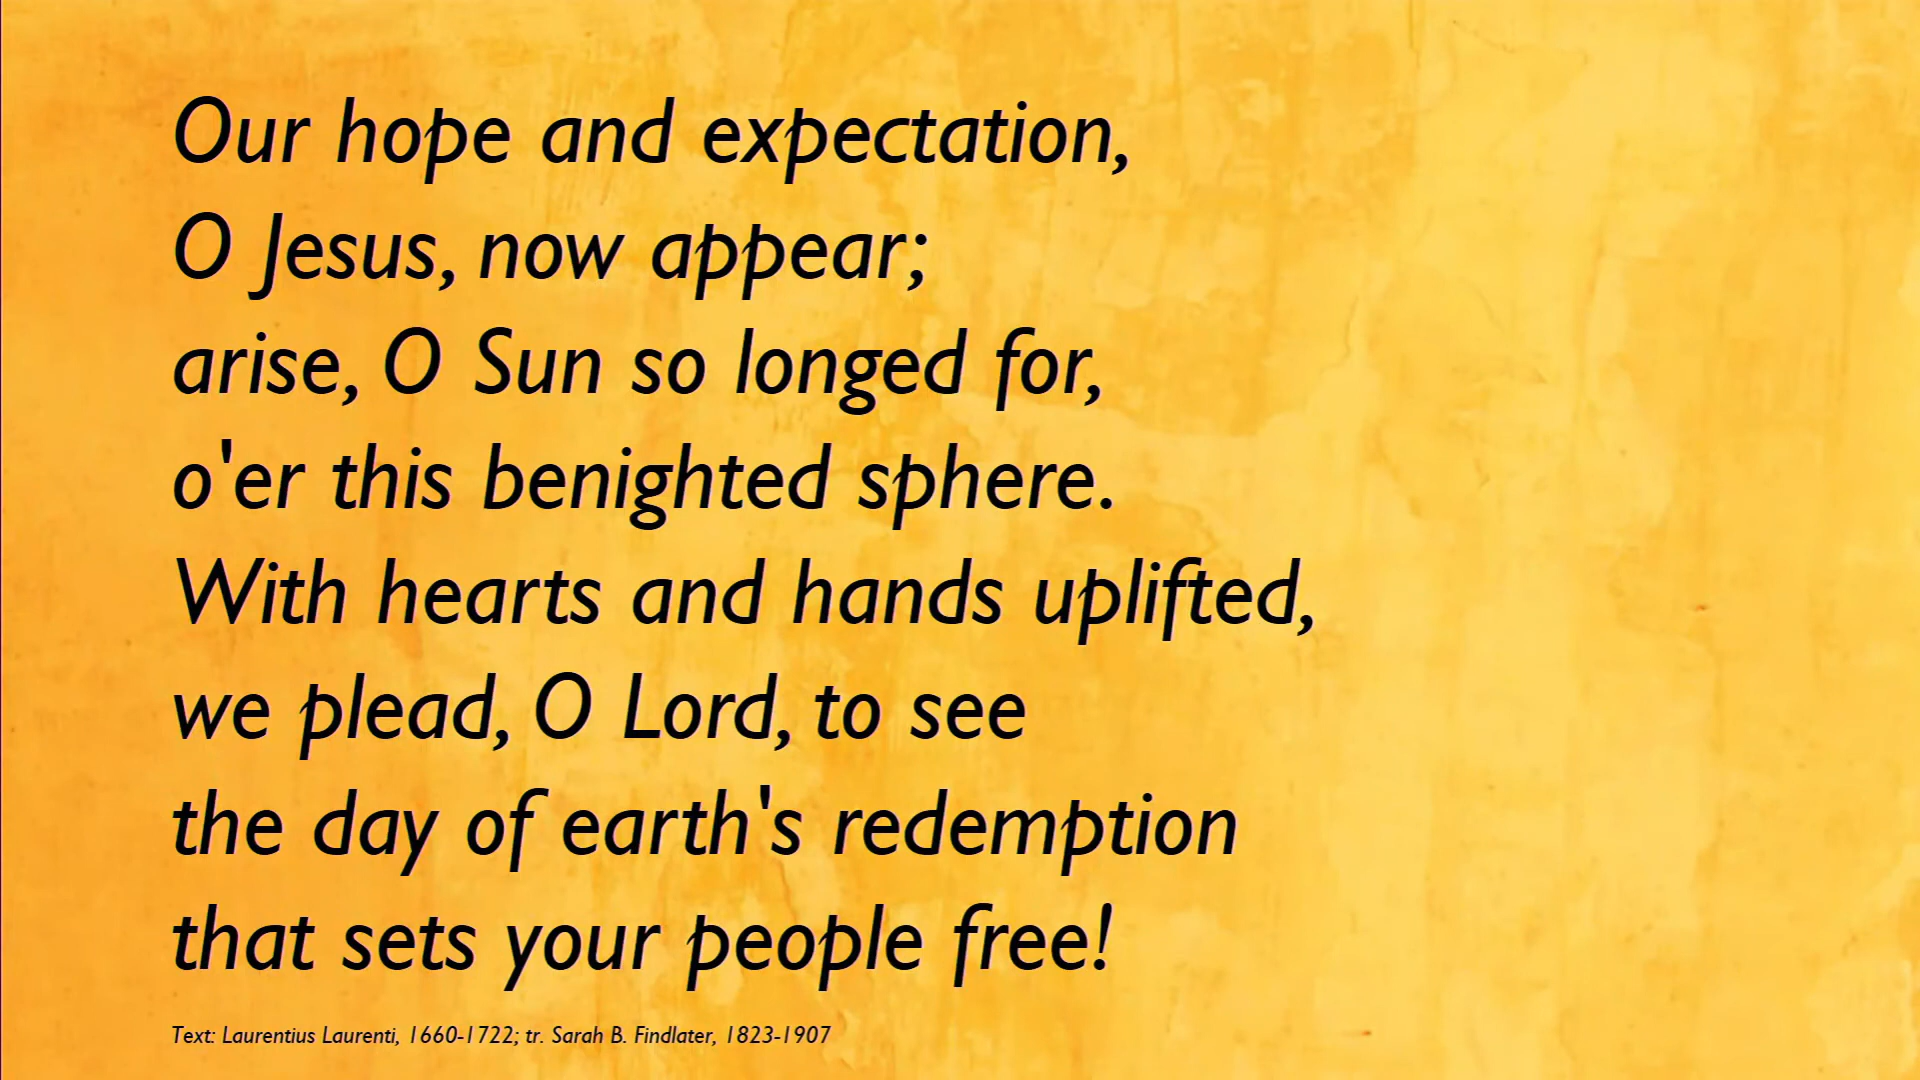 Our hope and expectation,
O Jesus, now appear;
arise, O Sun so longed for,
o'er this benighted sphere.
With hearts and hands uplifted,
we plead, O Lord, to see
the day of earth's redemption
that sets your people free!
Text: Laurentius Laurenti, 1660-1722; tr. Sarah B. Findlater, 1823-1907